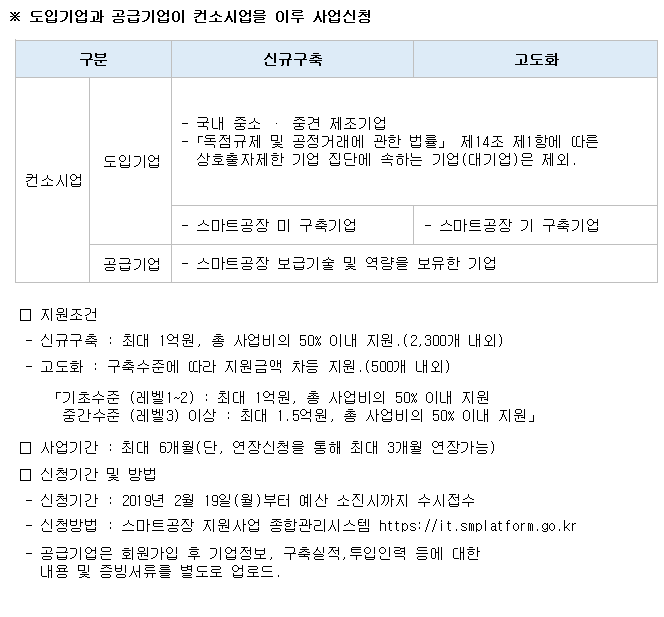 ※ 도입기업과 공급기업이 컨소시업을 이루 사업신청
구분 신규구축 고도화
컨소시업
도입기업
- 국내 중소 · 중견 제조기업
- 「독점규제 및 공정거래에 관한 법률」 제14조 제1항에 따른
상호출자제한 기업 집단에 속하는 기업(대기업)은 제외.
- 스마트공장 미 구축기업 - 스마트공장 기 구축기업
공급기업 - 스마트공장 보급기술 및 역량을 보유한 기업
□ 지원조건
- 신규구축 : 최대 1억원, 총 사업비의 50% 이내 지원.(2,300개 내외)
- 고도화 : 구축수준에 따라 지원금액 차등 지원.(500개 내외)
「기초수준 (레벨1~2) : 최대 1억원, 총 사업비의 50% 이내 지원
중간수준 (레벨3) 이상 : 최대 1.5억원, 총 사업비의 50% 이내 지원」
□ 사업기간 : 최대 6개월(단, 연장신청을 통해 최대 3개월 연장가능)
□ 신청기간 및 방법
- 신청기간 : 2019년 2월 19일(월)부터 예산 소진시까지 수시접수
- 신청방법 : 스마트공장 지원사업 종합관리시스템 https://it.smplatform.go.kr
- 공급기업은 회원가입 후 기업정보, 구축실적,투입인력 등에 대한
내용 및 증빙서류를 별도로 업로드.